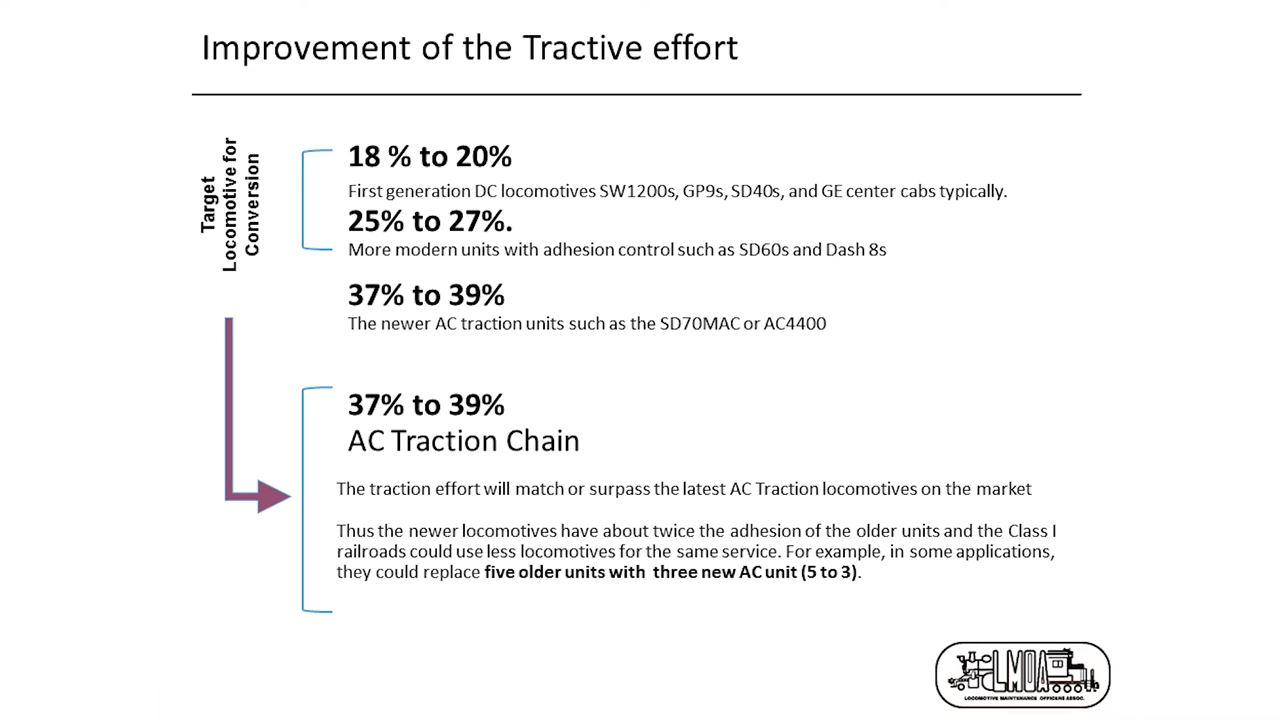 Improvement of the Tractive effort
Target
Locomotive for
Conversion
18 % to 20%
First generation DC locomotives SW1200s, GP9s, SD40s, and GE center cabs typically.
25% to 27%.
More modern units with adhesion control such as SD60s and Dash 8s
37% to 39%
The newer AC traction units such as the SD70MAC or AC4400
37% to 39%
AC Traction Chain
The traction effort will match or surpass the latest AC Traction locomotives on the market
Thus the newer locomotives have about twice the adhesion of the older units and the Class I
railroads could use less locomotives for the same service. For example, in some applications,
they could replace five older units with three new AC unit (5 to 3).
LMOA
LOCOMOTIVE MAINTENANCE OFFICERS ASSOC.